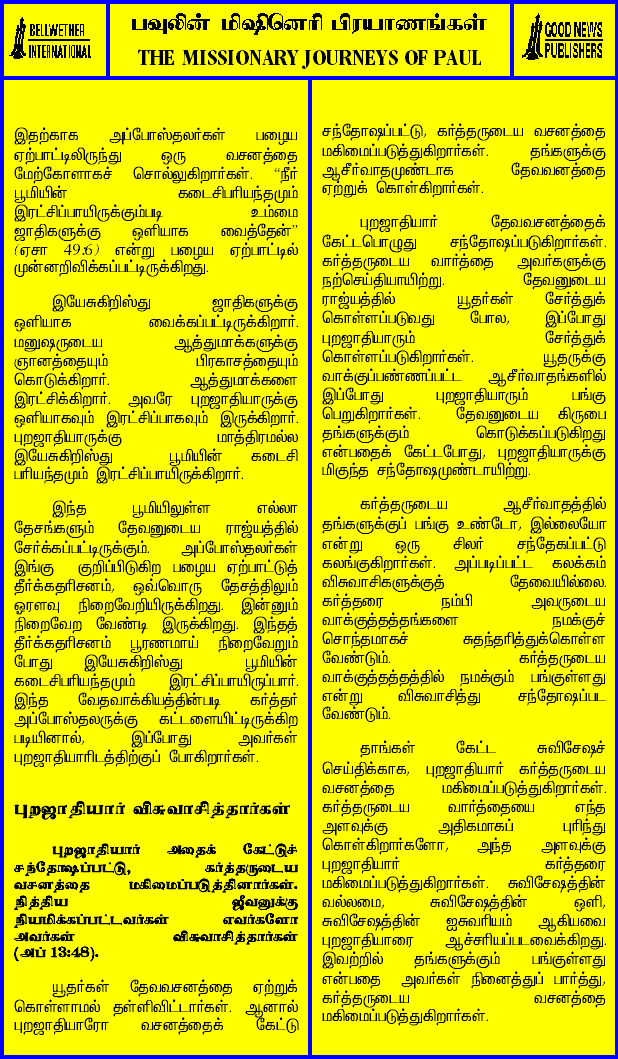 BELLWETHER
INTERNATIONAL
பவுலின் மிஷினெரி பிரயாணங்கள்
THE MISSIONARY JOURNEYS OF PAUL
GOOD NEWS
PUBLISHERS
இதற்காக அப்போஸ்தலர்கள் பழைய
ஏற்பாட்டிலிருந்து ஒரு வசனத்தை
மேற்கோளாகச் சொல்லுகிறார்கள். “நீர்
பூமியின் கடைசிபரியந்தமும்
இரட்சிப்பாயிருக்கும்படி உம்மை
ஜாதிகளுக்கு ஒளியாக வைத்தேன்”
(ஏசா 49:6) என்று பழைய ஏற்பாட்டில்
முன்னறிவிக்கப்பட்டிருக்கிறது.
இயேசுகிறிஸ்து ஜாதிகளுக்கு
ஒளியாக வைக்கப்பட்டிருக்கிறார்.
மனுஷருடைய ஆத்துமாக்களுக்கு
ஞானத்தையும் பிரகாசத்தையும்
கொடுக்கிறார். ஆத்துமாக்களை
இரட்சிக்கிறார். அவரே புறஜாதியாருக்கு
ஒளியாகவும் இரட்சிப்பாகவும் இருக்கிறார்.
புறஜாதியாருக்கு மாத்திரமல்ல
இயேசுகிறிஸ்து பூமியின் கடைசி
பரியந்தமும் இரட்சிப்பாயிருக்கிறார்.
இந்த பூமியிலுள்ள எல்லா
தேசங்களும் தேவனுடைய ராஜ்யத்தில்
சேர்க்கப்பட்டிருக்கும். அப்போஸ்தலர்கள்
இங்கு குறிப்பிடுகிற பழைய ஏற்பாட்டுத்
தீர்க்கதரிசனம், ஒவ்வொரு தேசத்திலும்
ஓரளவு நிறைவேறியிருக்கிறது. இன்னும்
நிறைவேற வேண்டி இருக்கிறது. இந்தத்
தீர்க்கதரிசனம் பூரணமாய் நிறைவேறும்
போது இயேசுகிறிஸ்து பூமியின்
கடைசிபரியந்தமும் இரட்சிப்பாயிருப்பார்.
இந்த வேதவாக்கியத்தின்படி கர்த்தர்
அப்போஸ்தலருக்கு கட்டளையிட்டிருக்கிற
படியினால், இப்போது அவர்கள்
புறஜாதியாரிடத்திற்குப் போகிறார்கள்.
புறஜாதியார் விசுவாசித்தார்கள்
புறஜாதியார் அதைக் கேட்டுச்
சந்தோஷப்பட்டு, கர்த்தருடைய
வசனத்தை மகிமைப்படுத்தினார்கள்.
நித்திய ஜீவனுக்கு
நியமிக்கப்பட்டவர்கள் எவர்களோ
அவர்கள் விசுவாசித்தார்கள்
(அப் 13:48).
யூதர்கள் தேவவசனத்தை ஏற்றுக்
கொள்ளாமல் தள்ளிவிட்டார்கள். ஆனால்
புறஜாதியாரோ வசனத்தைக் கேட்டு
சந்தோஷப்பட்டு, கர்த்தருடைய வசனத்தை
மகிமைப்படுத்துகிறார்கள். தங்களுக்கு
ஆசீர்வாதமுண்டாக தேவவனத்தை
ஏற்றுக் கொள்கிறார்கள்.
புறஜாதியார் தேவவசனத்தைக்
கேட்டபொழுது சந்தோஷப்படுகிறார்கள்.
கர்த்தருடைய வார்த்தை அவர்களுக்கு
நற்செய்தியாயிற்று. தேவனுடைய
ராஜ்யத்தில் யூதர்கள் சேர்த்துக்
கொள்ளப்படுவது போல, இப்போது
புறஜாதியாரும் சேர்த்துக்
கொள்ளப்படுகிறார்கள். யூதருக்கு
வாக்குப்பண்ணப்பட்ட ஆசீர்வாதங்களில்
இப்போது புறஜாதியாரும் பங்கு
பெறுகிறார்கள். தேவனுடைய கிருபை
தங்களுக்கும் கொடுக்கப்படுகிறது
என்பதைக் கேட்டபோது, புறஜாதியாருக்கு
மிகுந்த சந்தோஷமுண்டாயிற்று.
கர்த்தருடைய ஆசீர்வாதத்தில்
தங்களுக்குப் பங்கு உண்டோ, இல்லையோ
என்று ஒரு சிலர் சந்தேகப்பட்டு
கலங்குகிறார்கள். அப்படிப்பட்ட கலக்கம்
விசுவாசிகளுக்குத் தேவையில்லை.
கர்த்தரை நம்பி அவருடைய
வாக்குத்தத்தங்களை நமக்குச்
சொந்தமாகச் சுதந்தரித்துக்கொள்ள
வேண்டும். கர்த்தருடைய
வாக்குத்தத்தத்தில் நமக்கும் பங்குள்ளது
என்று விசுவாசித்து சந்தோஷப்பட
வேண்டும்.
தாங்கள் கேட்ட சுவிசேஷச்
செய்திக்காக, புறஜாதியார் கர்த்தருடைய
வசனத்தை மகிமைப்படுத்துகிறார்கள்.
கர்த்தருடைய வார்த்தையை எந்த
அளவுக்கு அதிகமாகப் புரிந்து
கொள்கிறார்களோ, அந்த அளவுக்கு
புறஜாதியார் கர்த்தரை
மகிமைப்படுத்துகிறார்கள். சுவிசேஷத்தின்
வல்லமை, சுவிசேஷத்தின் ஒளி,
சுவிசேஷத்தின் ஐசுவரியம் ஆகியவை
புறஜாதியாரை ஆச்சரியப்படவைக்கிறது.
இவற்றில் தங்களுக்கும் பங்குள்ளது
என்பதை அவர்கள் நினைத்துப் பார்த்து,
கர்த்தருடைய வசனத்தை
மகிமைப்படுத்துகிறார்கள்.